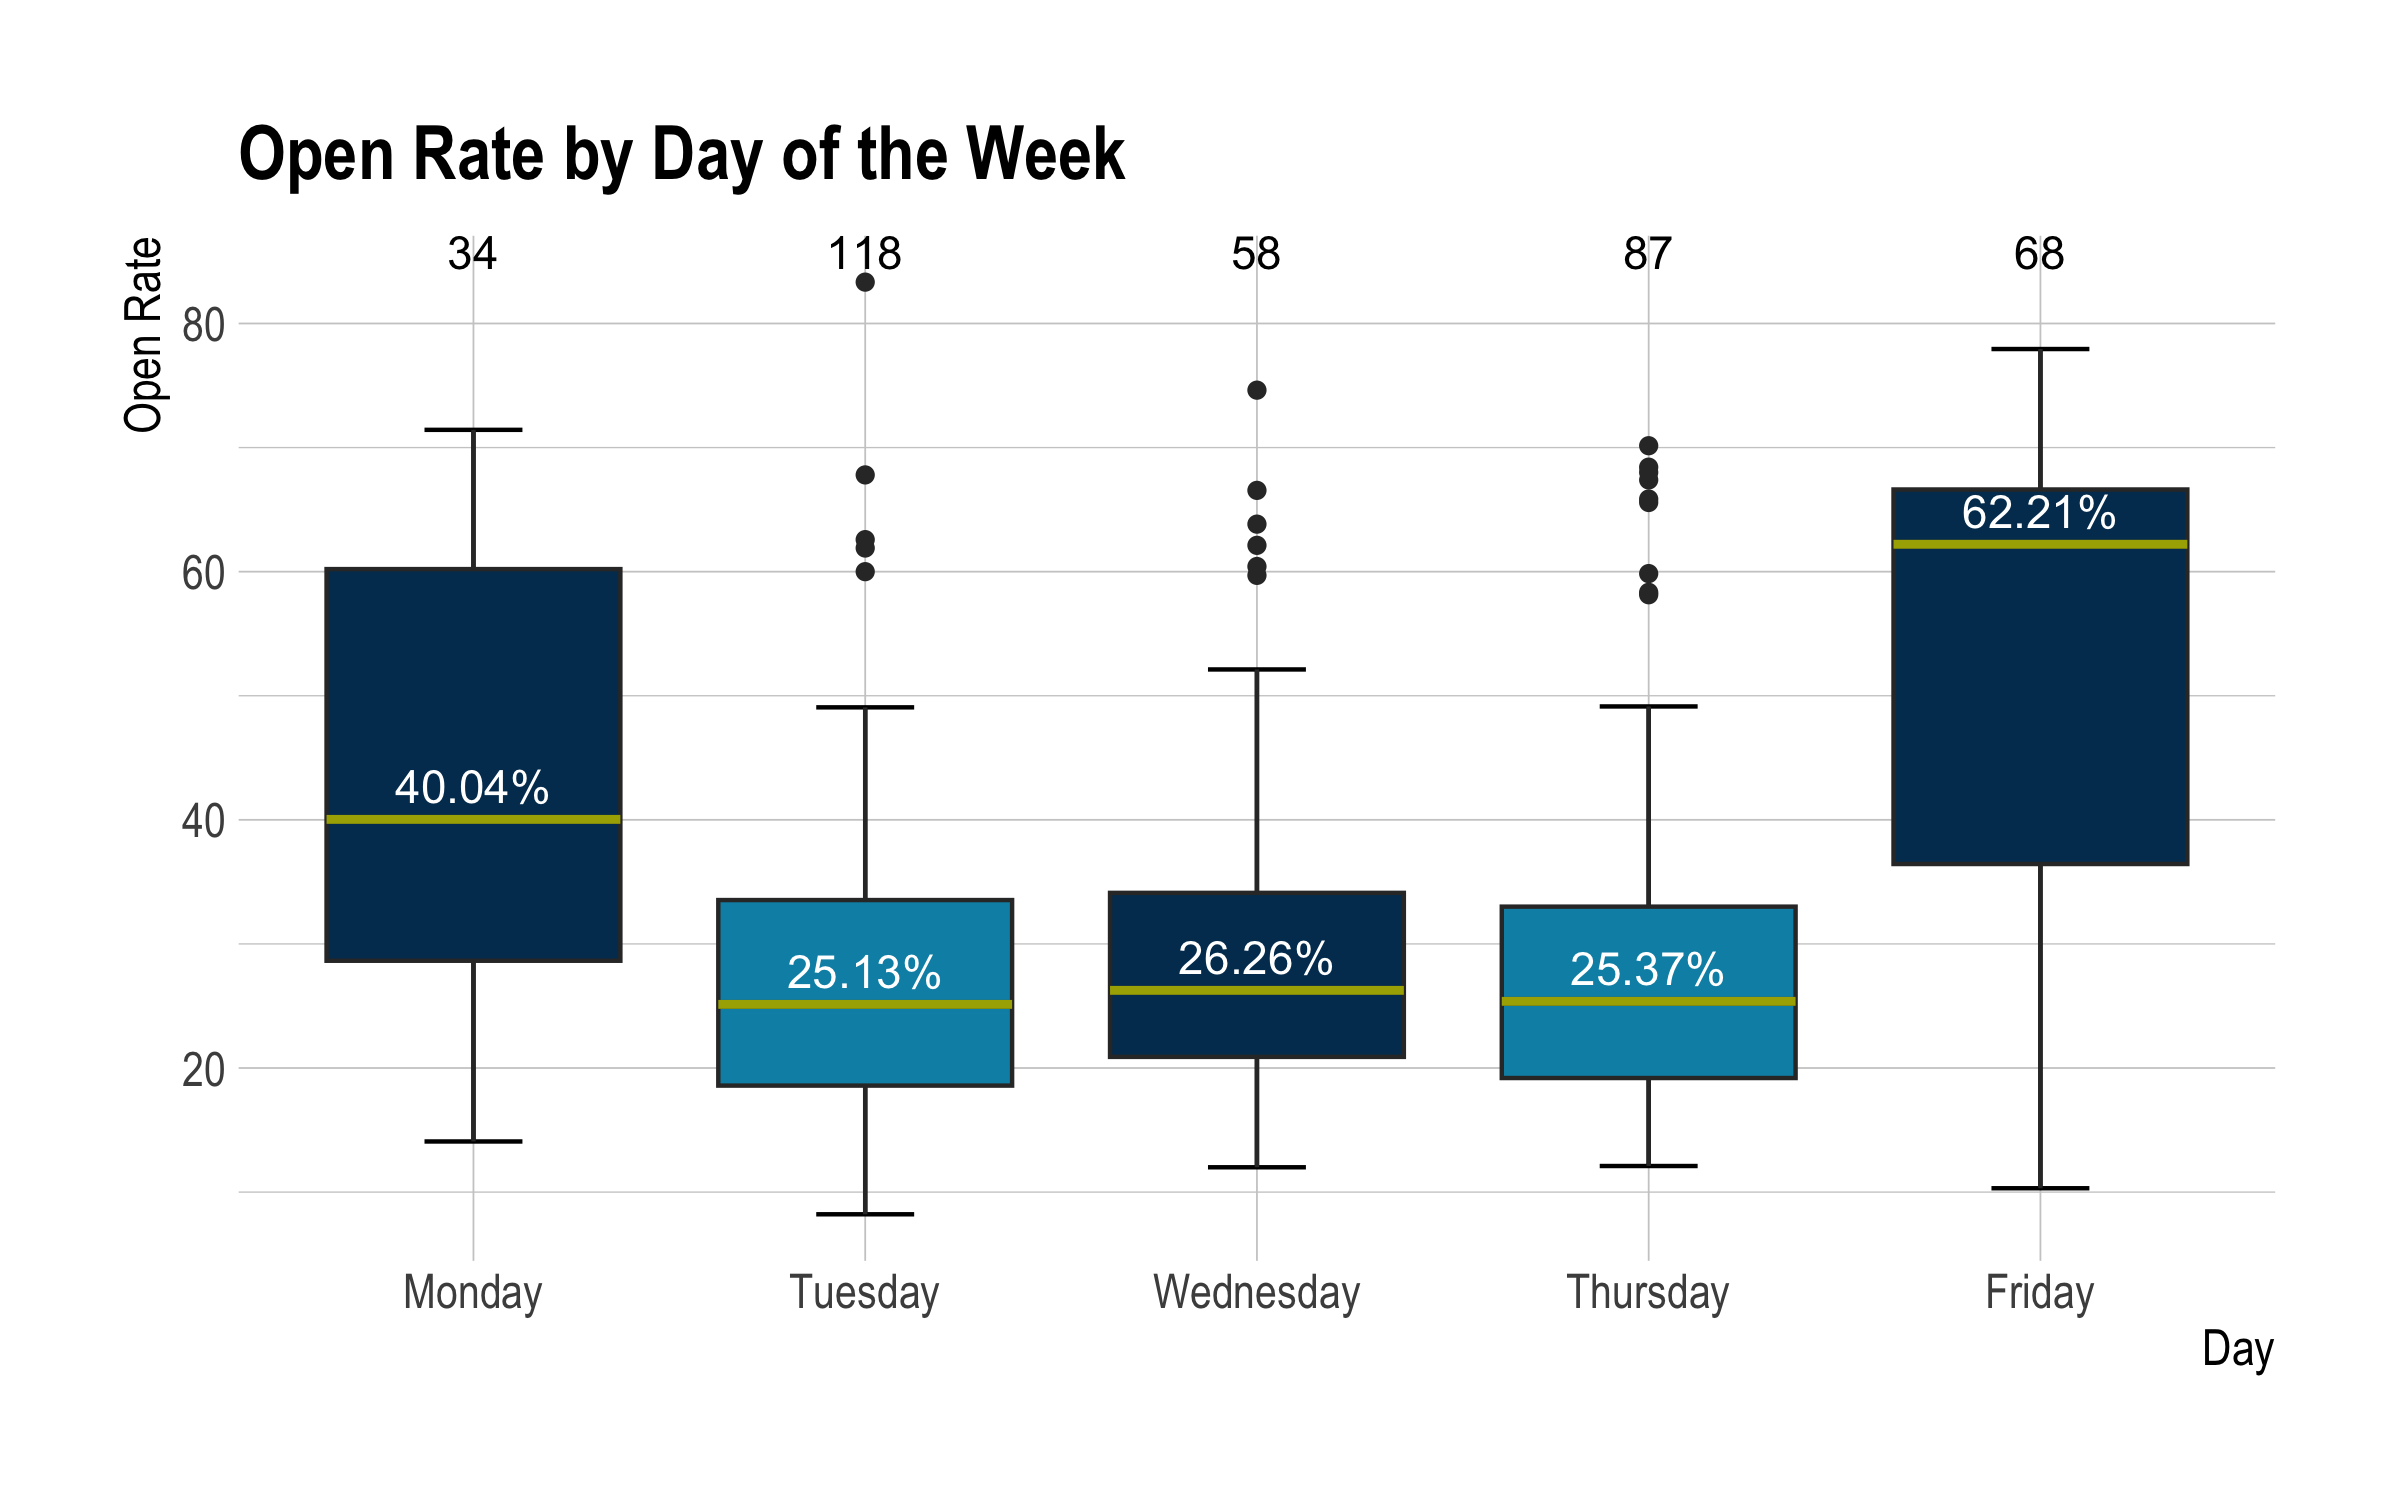 Open Rate by Day of the Week
Open Rate
34 118 58 87 68
80
60
40
20
40.04%
25.13%
26.26%
25.37%
62.21%
Monday Tuesday Wednesday Thursday Friday
Day